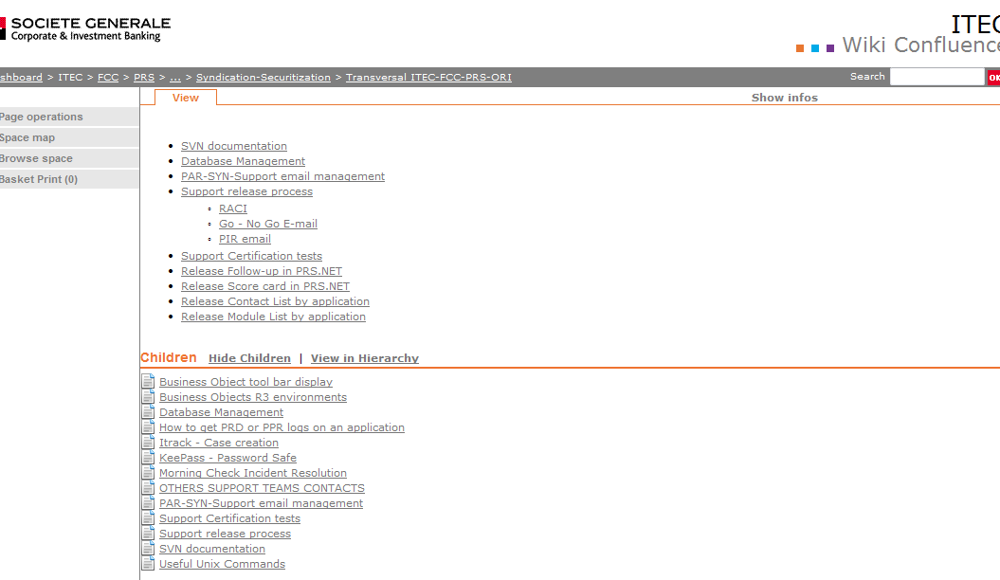 SOCIETE GENERALE
Corporate & Investment Banking
ITEC
Wiki Confluence
shboard > ITEC > FCC > PRS > ... > Syndication-Securitization > Transversal ITEC-FCC-PRS-ORI
Search OK
View
Show infos
Page operations
Space map
Browse space
Basket Print (0)
SVN documentation
Database Management
PAR-SYN-Support email management
Support release process
RACI
Go - No Go E-mail
PIR email
Support Certification tests
Release Follow-up in PRS.NET
Release Score card in PRS.NET
Release Contact List by application
Release Module List by application
Children Hide Children | View in Hierarchy
Business Object tool bar display
Business Objects R3 environments
Database Management
How to get PRD or PPR logs on an application
Itrack - Case creation
KeePass - Password Safe
Morning Check Incident Resolution
OTHERS SUPPORT TEAMS CONTACTS
PAR-SYN-Support email management
Support Certification tests
Support release process
SVN documentation
Useful Unix Commands